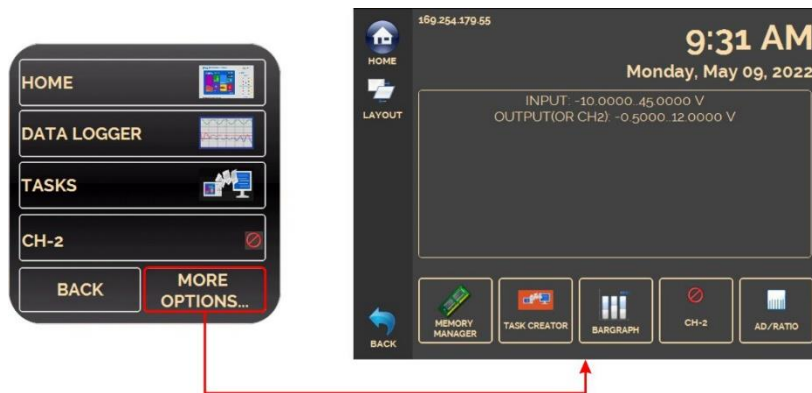 HOME
DATA LOGGER
TASKS
CH-2
BACK
MORE
OPTIONS...
169.254.179.55
9:31 AM
Monday, May 09, 2022
HOME
LAYOUT
INPUT: -10.0000..45.0000 V
OUTPUT(OR CH2): -0.5000..12.0000 V
BACK
MEMORY
MANAGER
TASK CREATOR
BARGRAPH
CH-2
AD/RATIO